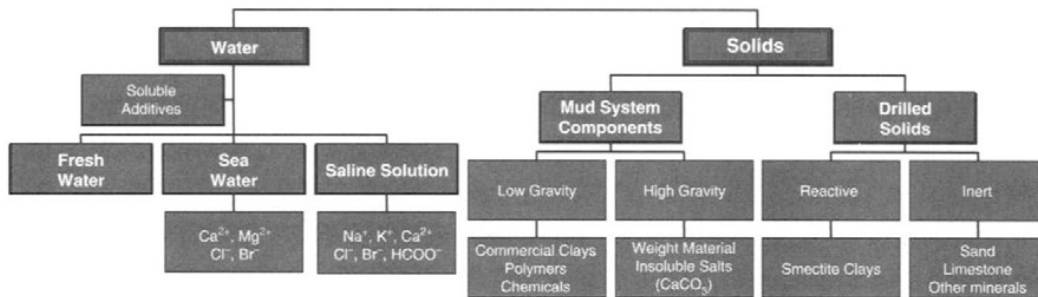 Water
Solids
Soluble
Additives
Mud System
Components
Drilled
Solids
Fresh
Water
Sea
Water
Saline Solution
Low Gravity
High Gravity
Reactive
Inert
Ca²⁺, Mg²⁺
Cl⁻, Br⁻
Na⁺, K⁺, Ca²⁺
Cl⁻, Br⁻, HCOO⁻
Commercial Clays
Polymers
Chemicals
Weight Material
Insoluble Salts
(CaCO₃)
Smectite Clays
Sand
Limestone
Other minerals